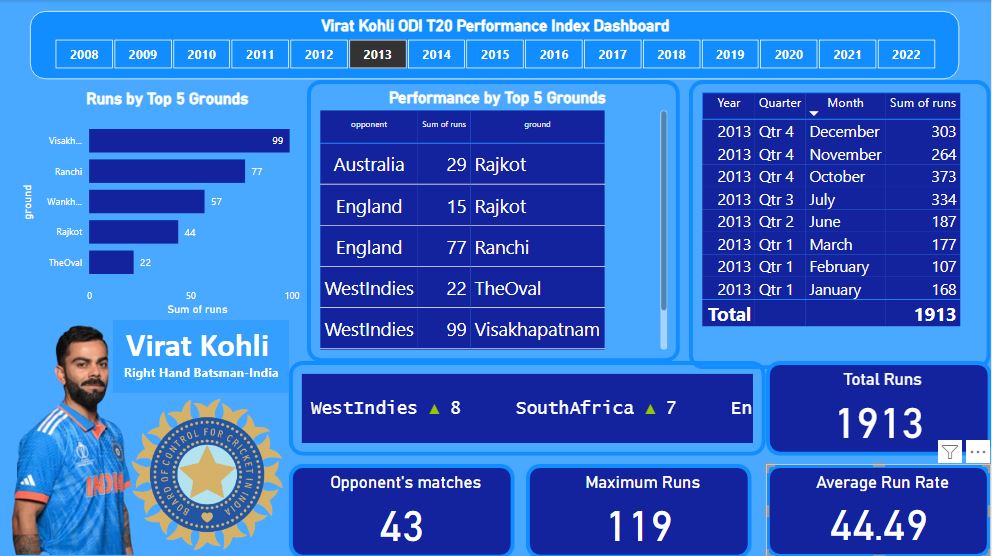 Virat Kohli ODI T20 Performance Index Dashboard
2008 2009 2010 2011 2012 2013 2014 2015 2016 2017 2018 2019 2020 2021 2022
Runs by Top 5 Grounds
ground
Visakh... 99
Ranchi 77
Wankh... 57
Rajkot 44
TheOval 22
0 50 100
Sum of runs
Performance by Top 5 Grounds
opponent Sum of runs ground
Australia 29 Rajkot
England 15 Rajkot
England 77 Ranchi
WestIndies 22 TheOval
WestIndies 99 Visakhapatnam
Year Quarter Month Sum of runs
2013 Qtr 4 December 303
2013 Qtr 4 November 264
2013 Qtr 4 October 373
2013 Qtr 3 July 334
2013 Qtr 2 June 187
2013 Qtr 1 March 177
2013 Qtr 1 February 107
2013 Qtr 1 January 168
Total 1913
Virat Kohli
Right Hand Batsman-India
BOARD OF CONTROL FOR CRICKET IN INDIA
INDIA
WestIndies ▲ 8 SouthAfrica ▲ 7 En
Total Runs
1913
Opponent's matches
43
Maximum Runs
119
Average Run Rate
44.49